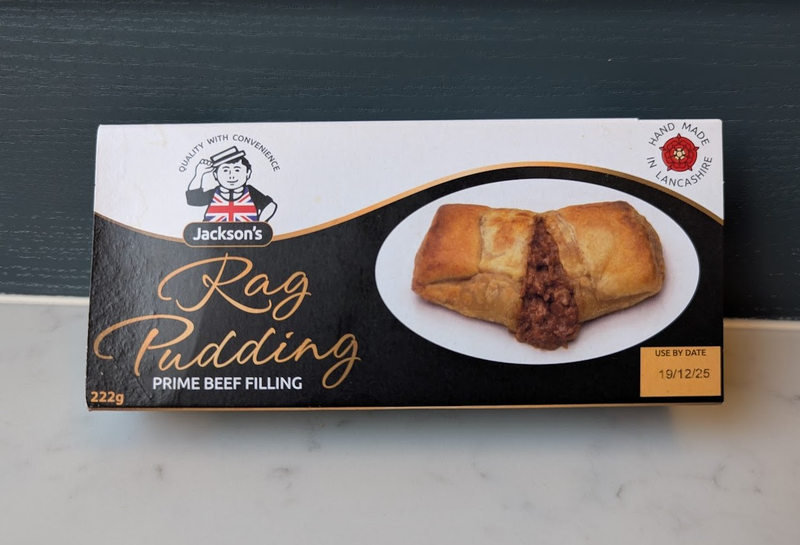 QUALITY WITH CONVENIENCE
Jackson's
HAND MADE
IN LANCASHIRE
Rag
Pudding
PRIME BEEF FILLING
222g
USE BY DATE
19/12/25